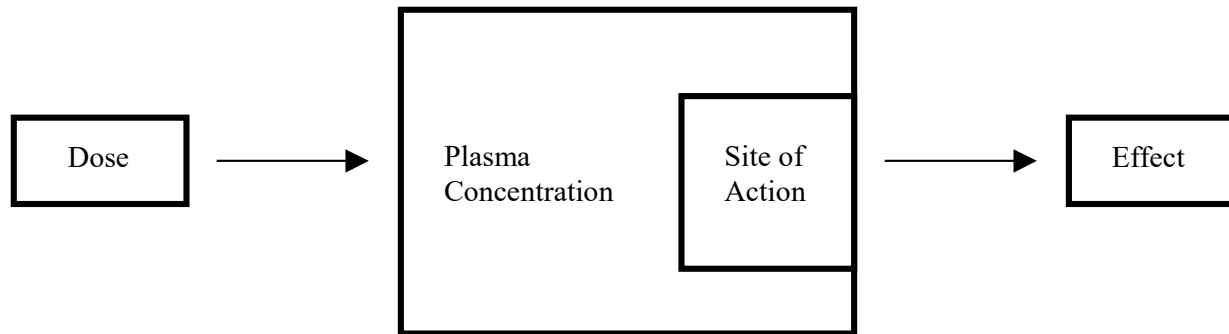 Dose
Plasma
Concentration
Site of
Action
Effect